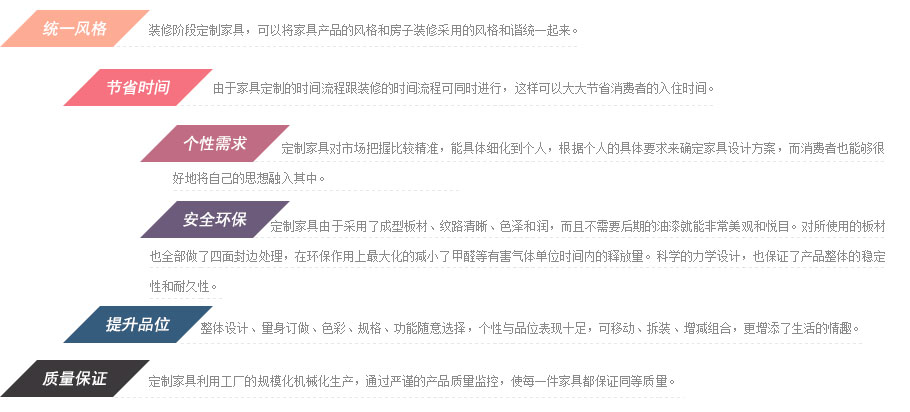 统一风格 装修阶段定制家具，可以将家具产品的风格和房子装修采用的风格和谐统一起来。
节省时间 由于家具定制的时间流程跟装修的时间流程可同时进行，这样可以大大节省消费者的入住时间。
个性需求 定制家具对市场把握比较精准，能具体细化到个人，根据个人的具体要求来确定家具设计方案，而消费者也能够很
好地将自己的思想融入其中。
安全环保 定制家具由于采用了成型板材、纹路清晰、色泽和润，而且不需要后期的油漆就能非常美观和悦目。对所使用的板材
也全部做了四面封边处理，在环保作用上最大化的减小了甲醛等有害气体单位时间内的释放量。科学的力学设计，也保证了产品整体的稳定
性和耐久性。
提升品位 整体设计、量身订做、色彩、规格、功能随意选择，个性与品位表现十足，可移动、拆装、增减组合，更增添了生活的情趣。
质量保证 定制家具利用工厂的规模化机械化生产，通过严谨的产品质量监控，使每一件家具都保证同等质量。